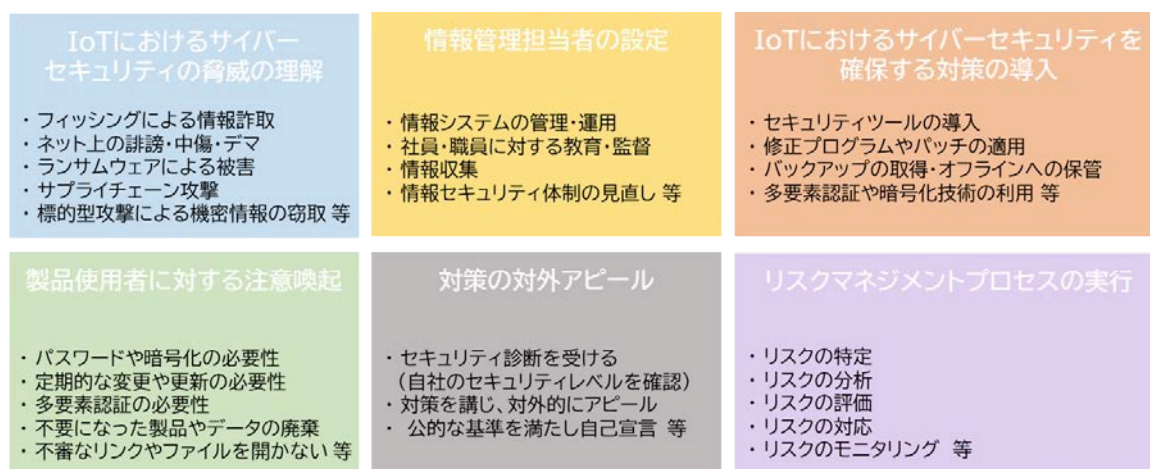 IoTにおけるサイバー
セキュリティの脅威の理解
・フィッシングによる情報詐取
・ネット上の誹謗・中傷・デマ
・ランサムウェアによる被害
・サプライチェーン攻撃
・標的型攻撃による機密情報の窃取 等
情報管理担当者の設定
・情報システムの管理・運用
・社員・職員に対する教育・監督
・情報収集
・情報セキュリティ体制の見直し 等
IoTにおけるサイバーセキュリティを
確保する対策の導入
・セキュリティツールの導入
・修正プログラムやパッチの適用
・バックアップの取得・オフラインへの保管
・多要素認証や暗号化技術の利用 等
製品使用者に対する注意喚起
・パスワードや暗号化の必要性
・定期的な変更や更新の必要性
・多要素認証の必要性
・不要になった製品やデータの廃棄
・不審なリンクやファイルを開かない 等
対策の対外アピール
・セキュリティ診断を受ける
（自社のセキュリティレベルを確認）
・対策を講じ、対外的にアピール
・ 公的な基準を満たし自己宣言 等
リスクマネジメントプロセスの実行
・リスクの特定
・リスクの分析
・リスクの評価
・リスクの対応
・リスクのモニタリング 等